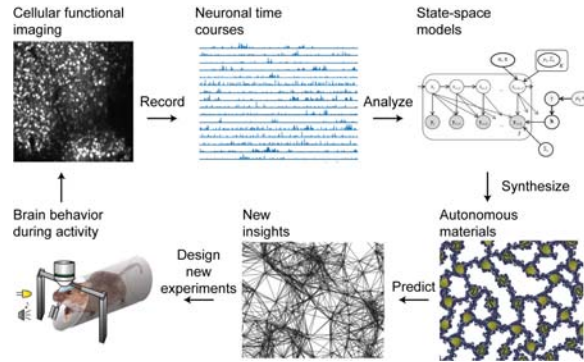 Cellular functional
imaging
Neuronal time
courses
State-space
models
Record
Analyze
Synthesize
Brain behavior
during activity
New
insights
Autonomous
materials
Design
new
experiments
Predict